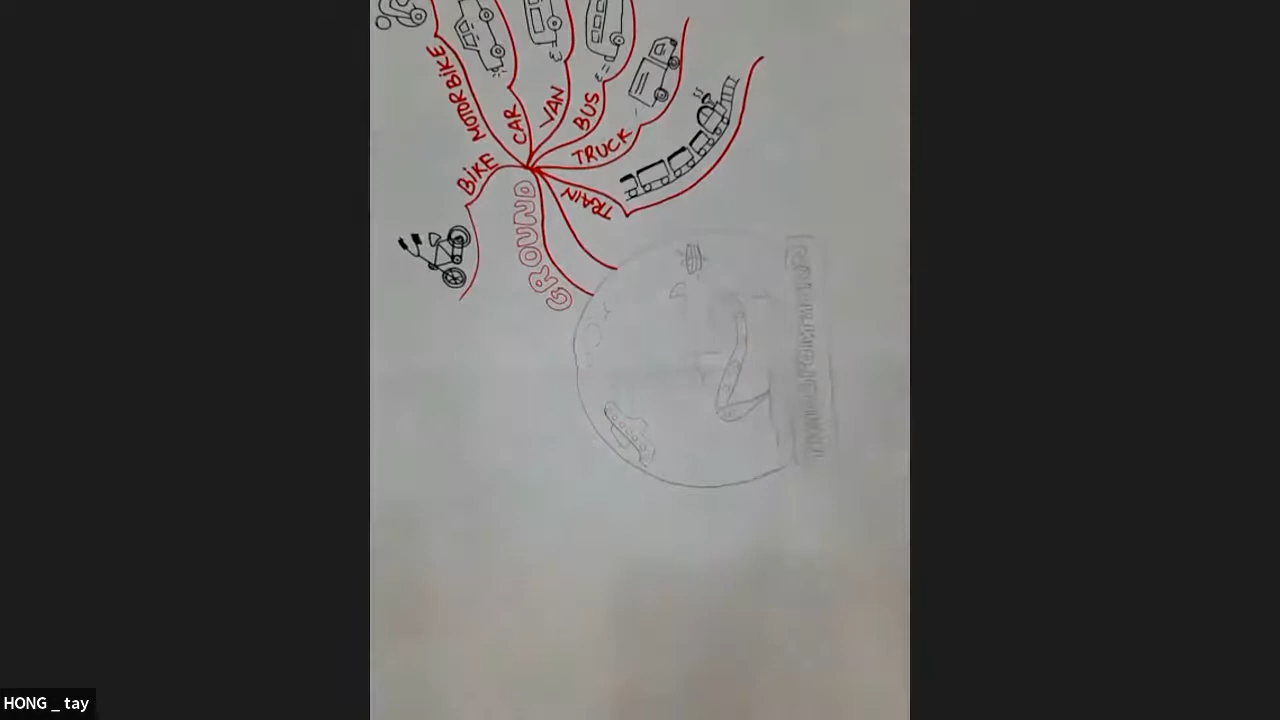 MOTORBIKE
CAR
VAN
BUS
TRUCK
TRAIN
BIKE
GROUND
HONG _ tay